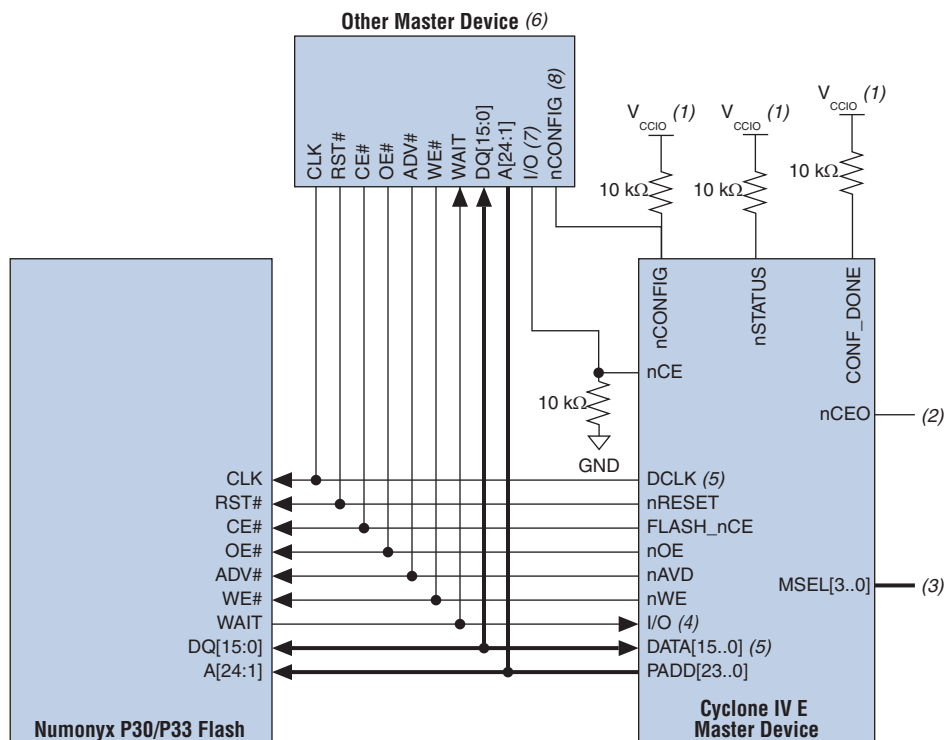 Other Master Device (6)
CLK
RST#
CE#
OE#
ADV#
WE#
WAIT
DQ[15:0]
A[24:1]
I/O (7)
nCONFIG (8)
VCCIO (1)
VCCIO (1)
VCCIO (1)
10 kΩ
10 kΩ
10 kΩ
nCONFIG
nSTATUS
CONF_DONE
nCE
10 kΩ
GND
nCEO
(2)
CLK
DCLK (5)
RST#
nRESET
CE#
FLASH_nCE
OE#
nOE
ADV#
nAVD
MSEL[3..0]
(3)
WE#
nWE
WAIT
I/O (4)
DQ[15:0]
DATA[15..0] (5)
A[24:1]
PADD[23..0]
Numonyx P30/P33 Flash
Cyclone IV E
Master Device